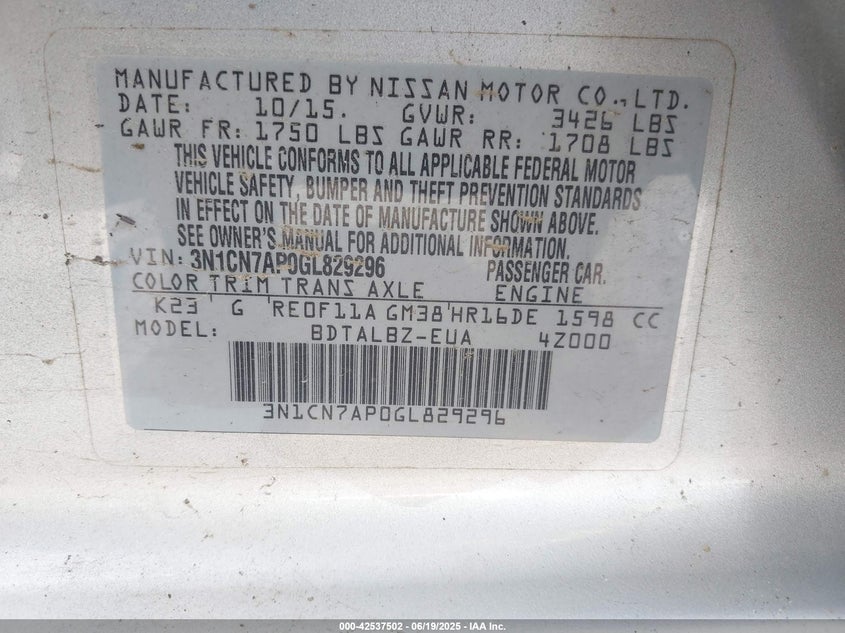 MANUFACTURED BY NISSAN MOTOR CO., LTD.
DATE: 10/15. GVWR: 3426 LBS
GAWR FR: 1750 LBS GAWR RR: 1708 LBS
THIS VEHICLE CONFORMS TO ALL APPLICABLE FEDERAL MOTOR
VEHICLE SAFETY, BUMPER AND THEFT PREVENTION STANDARDS
IN EFFECT ON THE DATE OF MANUFACTURE SHOWN ABOVE.
SEE OWNER'S MANUAL FOR ADDITIONAL INFORMATION.
VIN: 3N1CN7AP0GL829296 PASSENGER CAR.
COLOR TRIM TRANS AXLE ENGINE
K23 G RE0F11A GM38 HR16DE 1598 CC
MODEL: BDTALBZ-EUA 4Z000
3N1CN7AP0GL829296
000-42537502 / 06/19/2025 / IAA Inc.